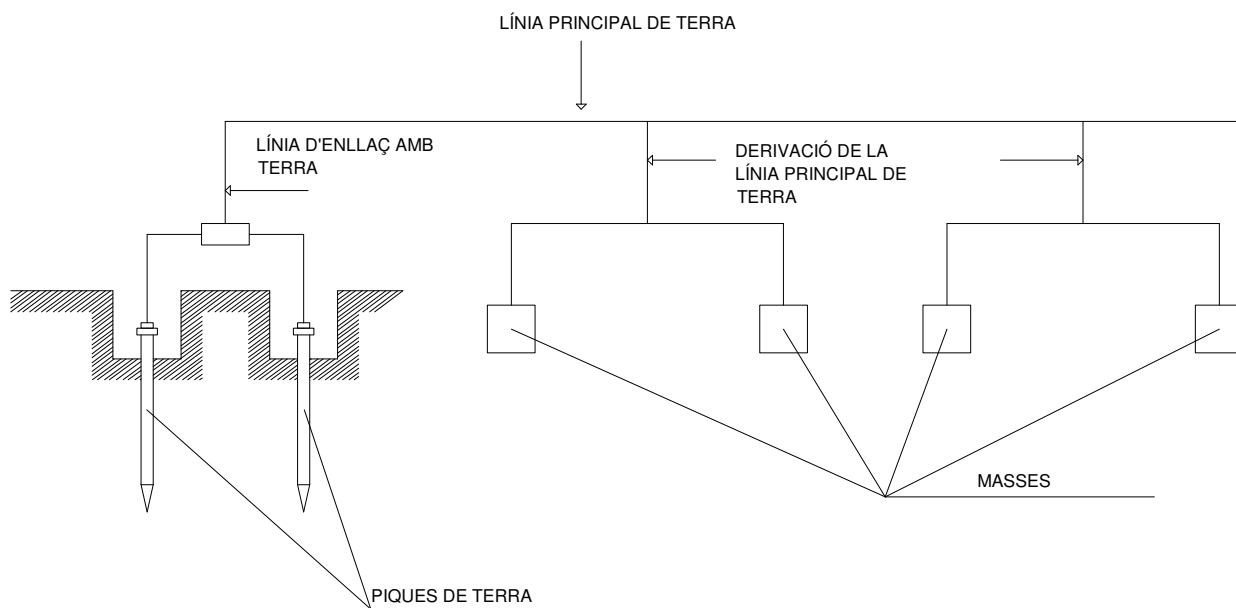 LÍNIA PRINCIPAL DE TERRA
LÍNIA D'ENLLAÇ AMB
TERRA
DERIVACIÓ DE LA
LÍNIA PRINCIPAL DE
TERRA
MASSES
PIQUES DE TERRA